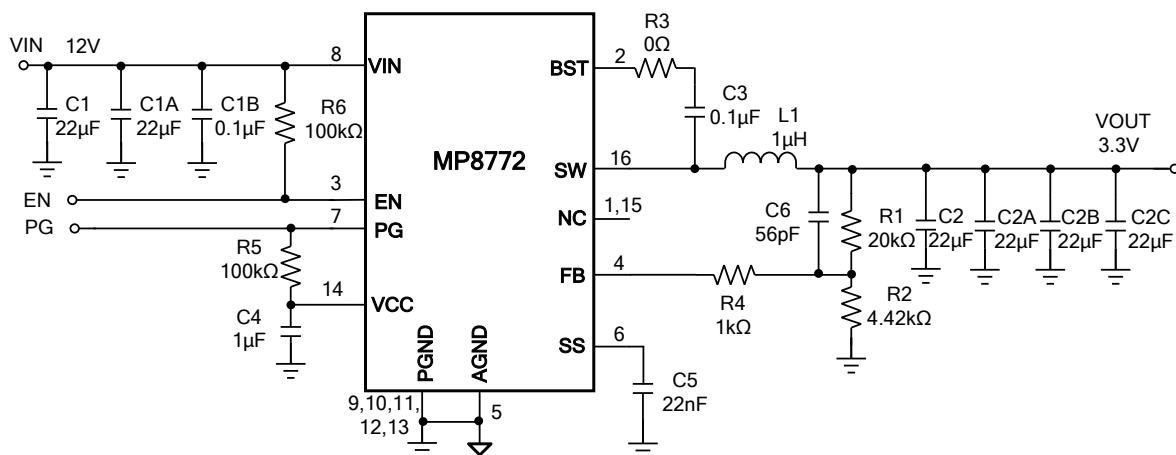 VIN 12V
8
VIN
BST
2
R3
0Ω
C1
22µF
C1A
22µF
C1B
0.1µF
R6
100kΩ
C3
0.1µF
L1
1µH
VOUT
3.3V
MP8772
SW
16
EN
3
EN
NC
1,15
PG
7
PG
C6
56pF
R1
20kΩ
C2
22µF
C2A
22µF
C2B
22µF
C2C
22µF
R5
100kΩ
FB
4
R4
1kΩ
R2
4.42kΩ
14
VCC
C4
1µF
SS
6
PGND
AGND
C5
22nF
9,10,11,
12,13
5